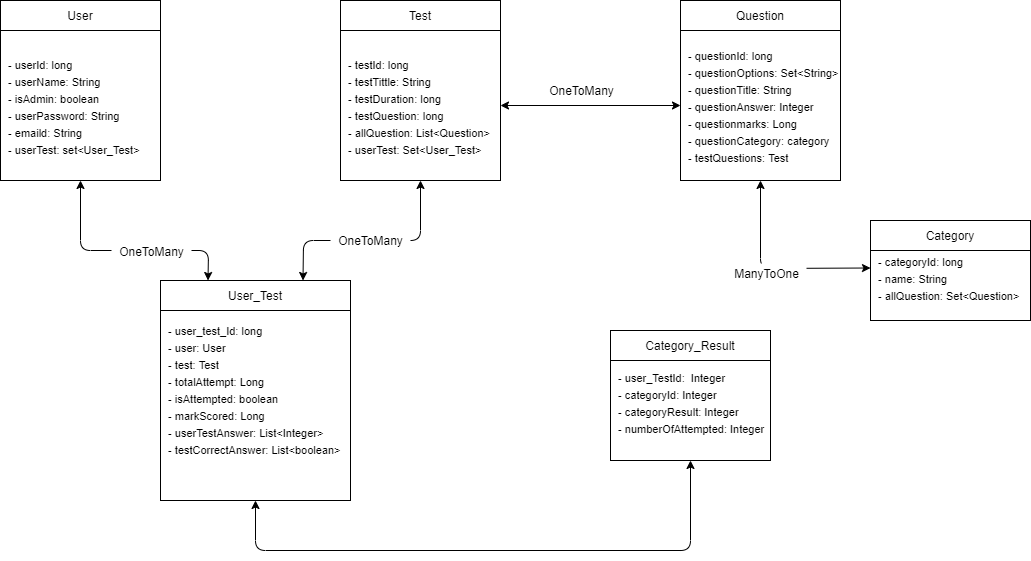 User
- userId: long
- userName: String
- isAdmin: boolean
- userPassword: String
- emaid: String
- userTest: set<User_Test>
Test
- testId: long
- testTittle: String
- testDuration: long
- testQuestion: long
- allQuestion: List<Question>
- userTest: Set<User_Test>
OneToMany
Question
- questionId: long
- questionOptions: Set<String>
- questionTitle: String
- questionAnswer: Integer
- questionmarks: Long
- questionCategory: category
- testQuestions: Test
OneToMany
OneToMany
ManyToOne
Category
- categoryId: long
- name: String
- allQuestion: Set<Question>
User_Test
- user_test_Id: long
- user: User
- test: Test
- totalAttempt: Long
- isAttempted: boolean
- markScored: Long
- userTestAnswer: List<Integer>
- testCorrectAnswer: List<boolean>
Category_Result
- user_TestId: Integer
- categoryId: Integer
- categoryResult: Integer
- numberOfAttempted: Integer